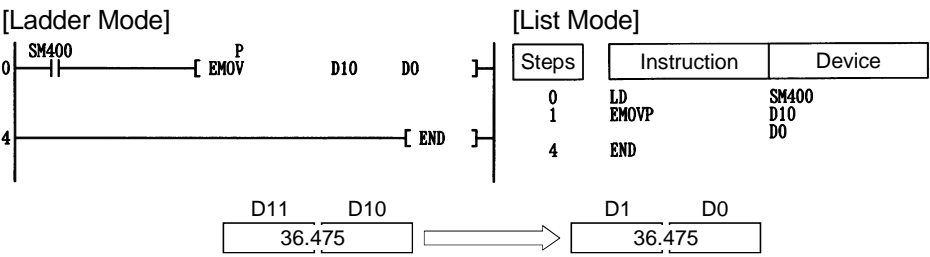 [Ladder Mode]
[List Mode]
SM400
P
0
EMOV D10 D0
4
END
Steps Instruction Device
0 LD SM400
1 EMOVP D10
D0
4 END
D11 D10 D1 D0
36.475 36.475